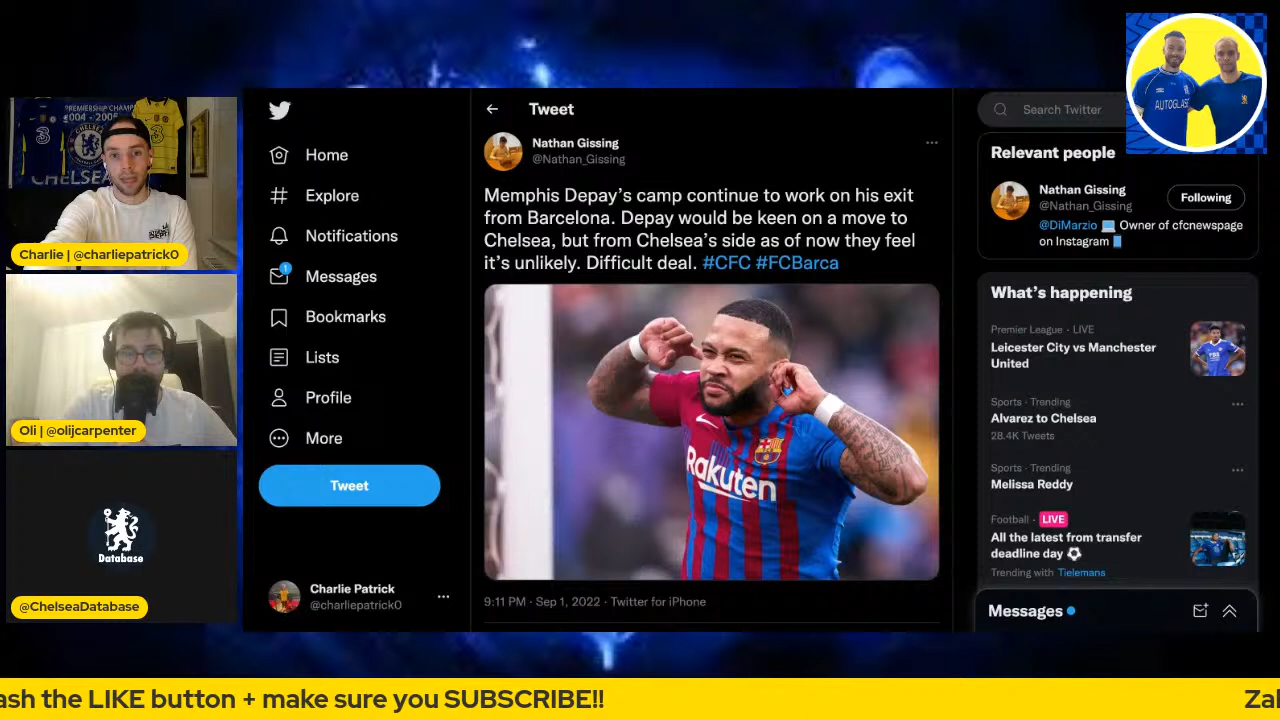 PREMIERSHIP CHAMP
CHELSEA
Charlie | @charliepatrick0
Oli | @olijcarpenter
Database
@ChelseaDatabase
Home
Explore
Notifications
1
Messages
Bookmarks
Lists
Profile
More
Tweet
Charlie Patrick
@charliepatrick0
Tweet
Nathan Gissing
@Nathan_Gissing
Memphis Depay’s camp continue to work on his exit
from Barcelona. Depay would be keen on a move to
Chelsea, but from Chelsea’s side as of now they feel
it’s unlikely. Difficult deal. #CFC #FCBarca
Rakuten
9:11 PM · Sep 1, 2022 · Twitter for iPhone
Search Twitter
AUTOGLASS
Relevant people
Nathan Gissing
@Nathan_Gissing
Following
@DiMarzio Owner of cfcnewspage
on Instagram
What’s happening
Premier League · LIVE
Leicester City vs Manchester
United
Sports · Trending
Alvarez to Chelsea
28.4K Tweets
Sports · Trending
Melissa Reddy
Football · LIVE
All the latest from transfer
deadline day
Trending with Tielemans
Messages
ash the LIKE button + make sure you SUBSCRIBE!!
Zak